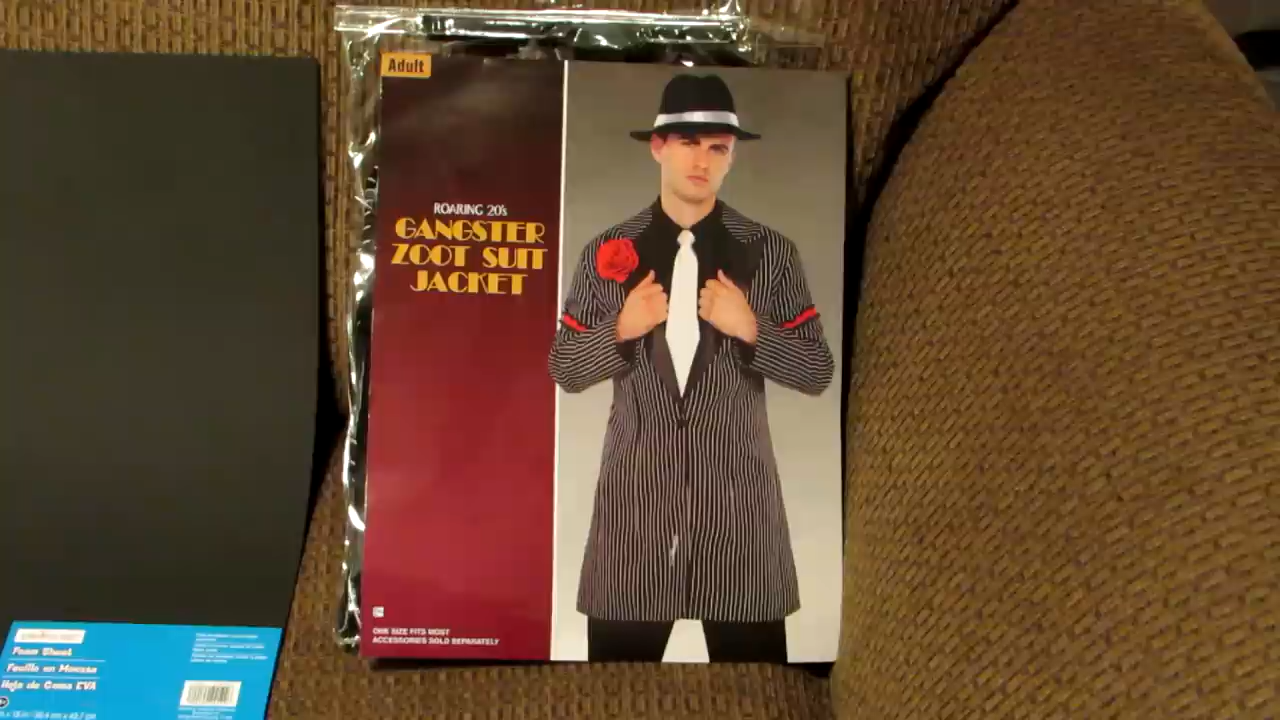 Adult
ROARING 20's
GANGSTER
ZOOT SUIT
JACKET
ONE SIZE FITS MOST
ACCESSORIES SOLD SEPARATELY
Foam Sheet
Feuille en Mousse
Hoja de Goma EVA